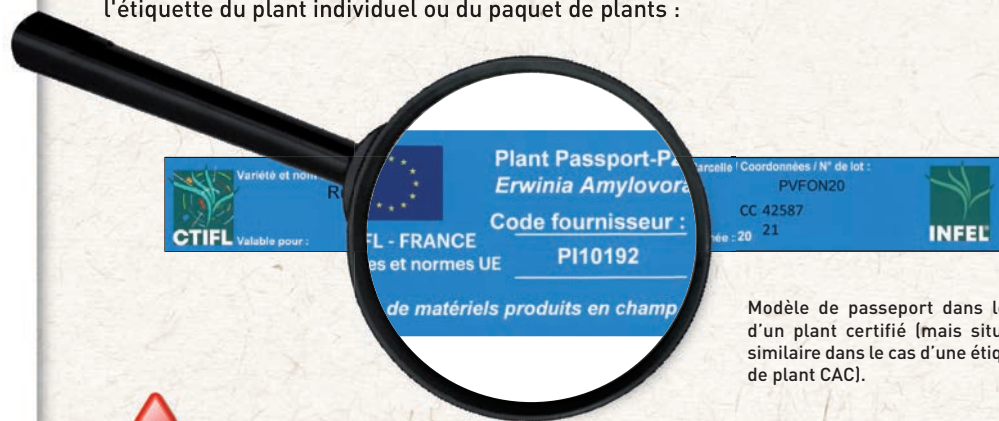 l'étiquette du plant individuel ou du paquet de plants :
Plant Passport-P
Erwinia Amylovora
Code fournisseur :
FL - FRANCE
PI10192
es et normes UE
de matériels produits en champ
Variété et nom
R
CTIFL
Valable pour :
arcelle
Coordonnées / N° de lot :
PVFON20
CC 42587
ée : 20 21
INFEL
Modèle de passeport dans l
d'un plant certifié (mais situ
similaire dans le cas d'une étiq
de plant CAC).